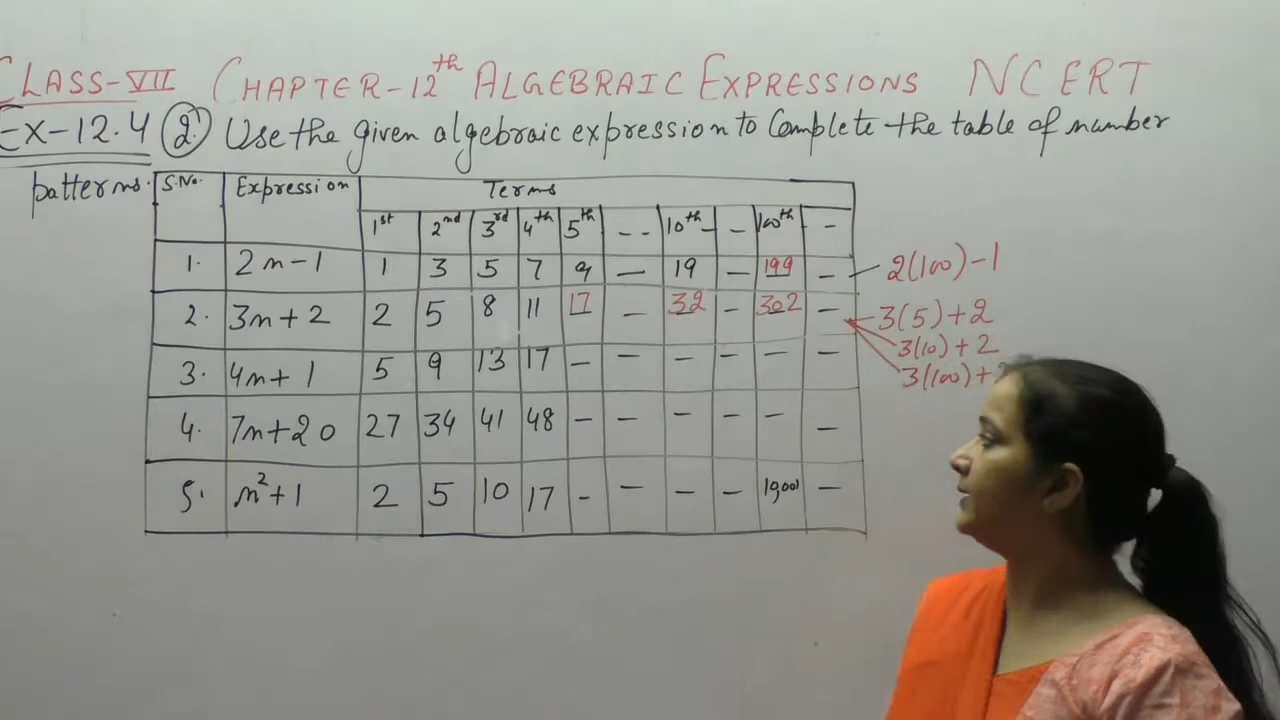 CLASS-VII CHAPTER-12th ALGEBRAIC EXPRESSIONS NCERT
EX-12.4 2) Use the given algebraic expression to Complete the table of number
patterns.
S.No. Expression Terms
1st 2nd 3rd 4th 5th -- 10th - 100th -
1. 2n-1 1 3 5 7 9 - 19 - 199 - 2(100)-1
2. 3n+2 2 5 8 11 17 - 32 - 302 - 3(5)+2
3(10)+2
3(100)+2
3. 4n+1 5 9 13 17 - - - - - -
4. 7n+20 27 34 41 48 - - - - - -
5. n²+1 2 5 10 17 - - - - -